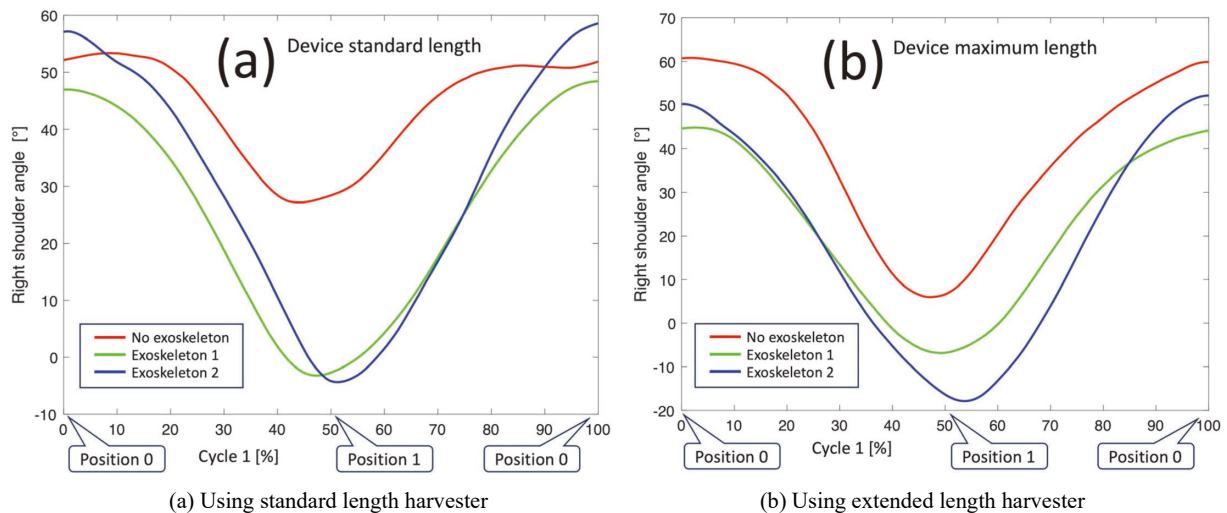 (a) Device standard length
Right shoulder angle [°]
60
50
40
30
20
10
0
-10
No exoskeleton
Exoskeleton 1
Exoskeleton 2
0 10 20 30 40 50 60 70 80 90 100
Position 0 Cycle 1 [%] Position 1 Position 0
(a) Using standard length harvester
(b) Device maximum length
Right shoulder angle [°]
70
60
50
40
30
20
10
0
-10
-20
No exoskeleton
Exoskeleton 1
Exoskeleton 2
0 10 20 30 40 50 60 70 80 90 100
Position 0 Cycle 1 [%] Position 1 Position 0
(b) Using extended length harvester